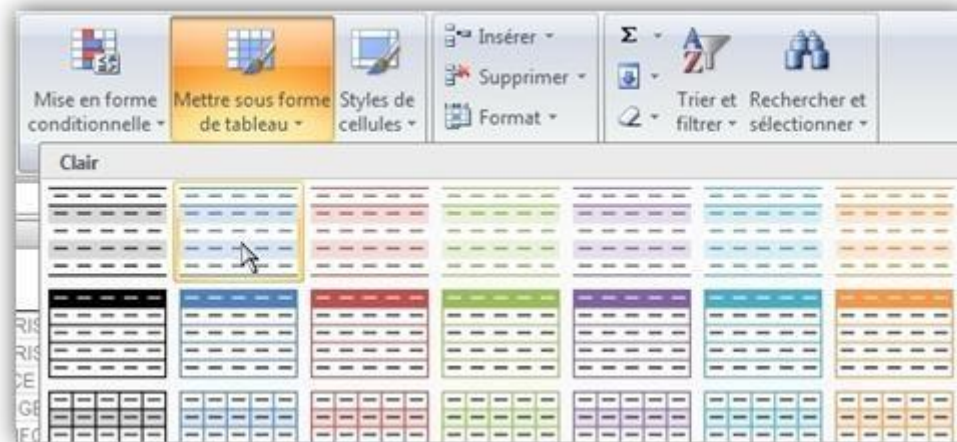 Mise en forme
conditionnelle
Mettre sous forme
de tableau
Styles de
cellules
Insérer
Supprimer
Format
Σ
A
Z
Trier et
filtrer
Rechercher et
sélectionner
Clair